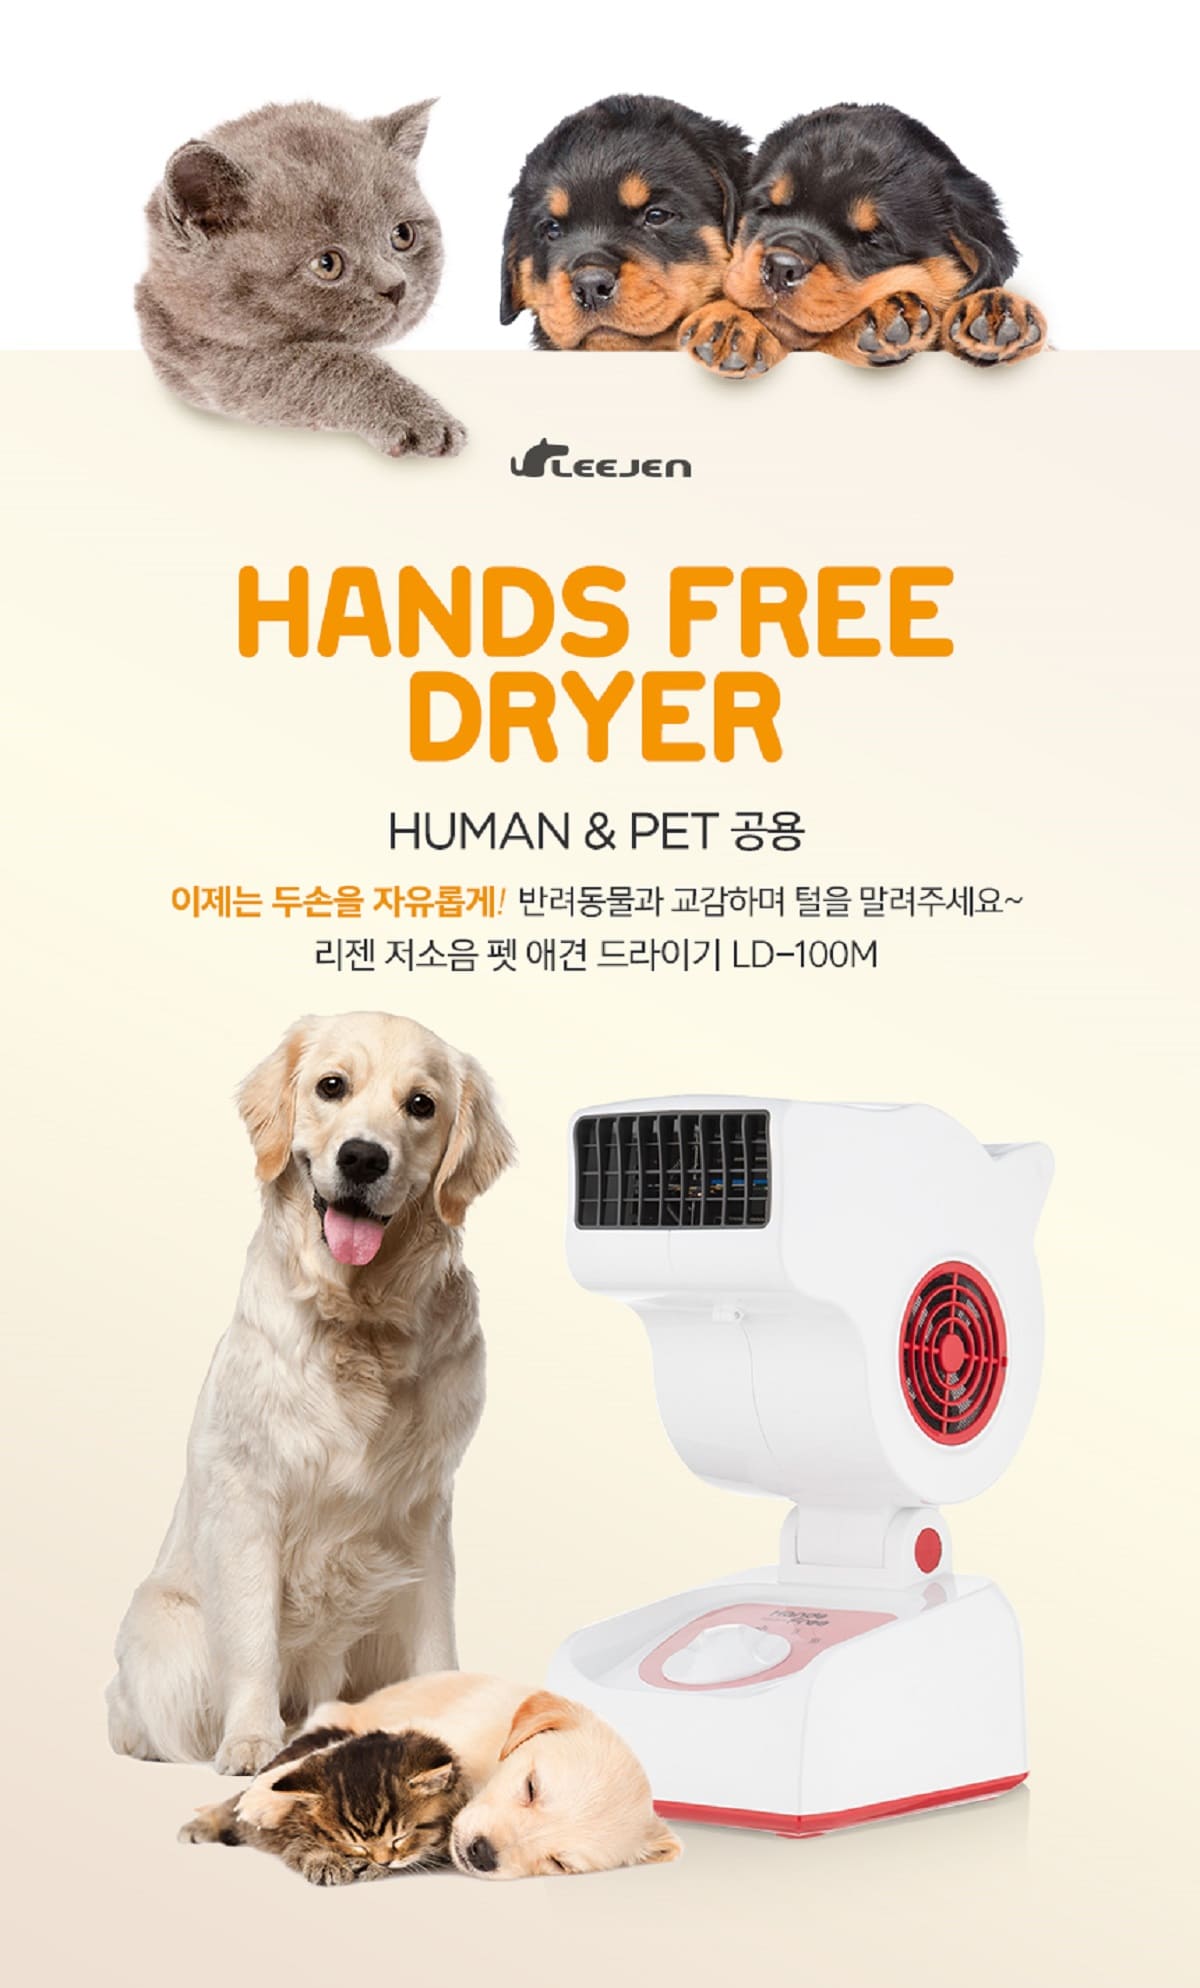 LEEJEN
HANDS FREE
DRYER
HUMAN & PET 공용
이제는 두손을 자유롭게! 반려동물과 교감하며 털을 말려주세요~
리젠 저소음 펫 애견 드라이기 LD-100M
Hands
Free